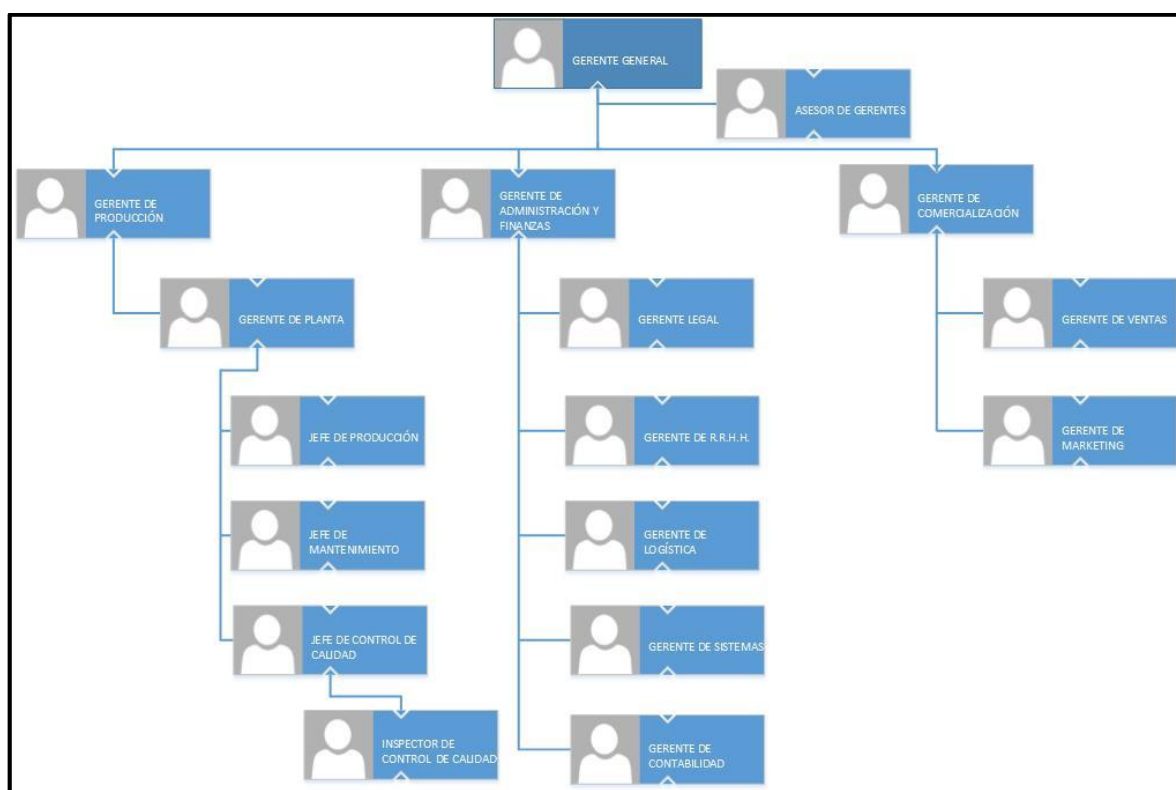 GERENTE GENERAL
ASESOR DE GERENTES
GERENTE DE
PRODUCCIÓN
GERENTE DE
ADMINISTRACIÓN Y
FINANZAS
GERENTE DE
COMERCIALIZACIÓN
GERENTE DE PLANTA
GERENTE LEGAL
GERENTE DE VENTAS
JEFE DE PRODUCCIÓN
GERENTE DE R.R.H.H.
GERENTE DE
MARKETING
JEFE DE
MANTENIMIENTO
GERENTE DE
LOGÍSTICA
JEFE DE CONTROL DE
CALIDAD
GERENTE DE SISTEMAS
INSPECTOR DE
CONTROL DE CALIDAD
GERENTE DE
CONTABILIDAD